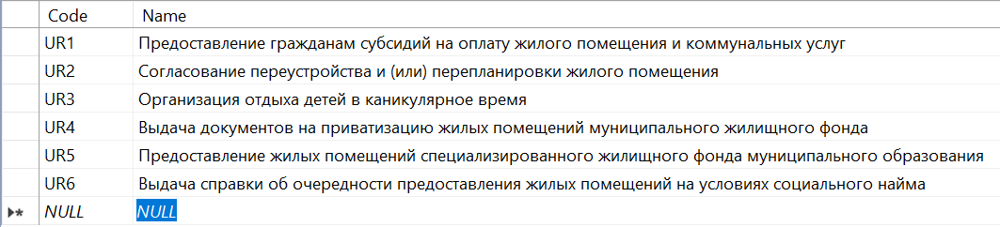 Code Name
UR1 Предоставление гражданам субсидий на оплату жилого помещения и коммунальных услуг
UR2 Согласование переустройства и (или) перепланировки жилого помещения
UR3 Организация отдыха детей в каникулярное время
UR4 Выдача документов на приватизацию жилых помещений муниципального жилищного фонда
UR5 Предоставление жилых помещений специализированного жилищного фонда муниципального образования
UR6 Выдача справки об очередности предоставления жилых помещений на условиях социального найма
NULL NULL